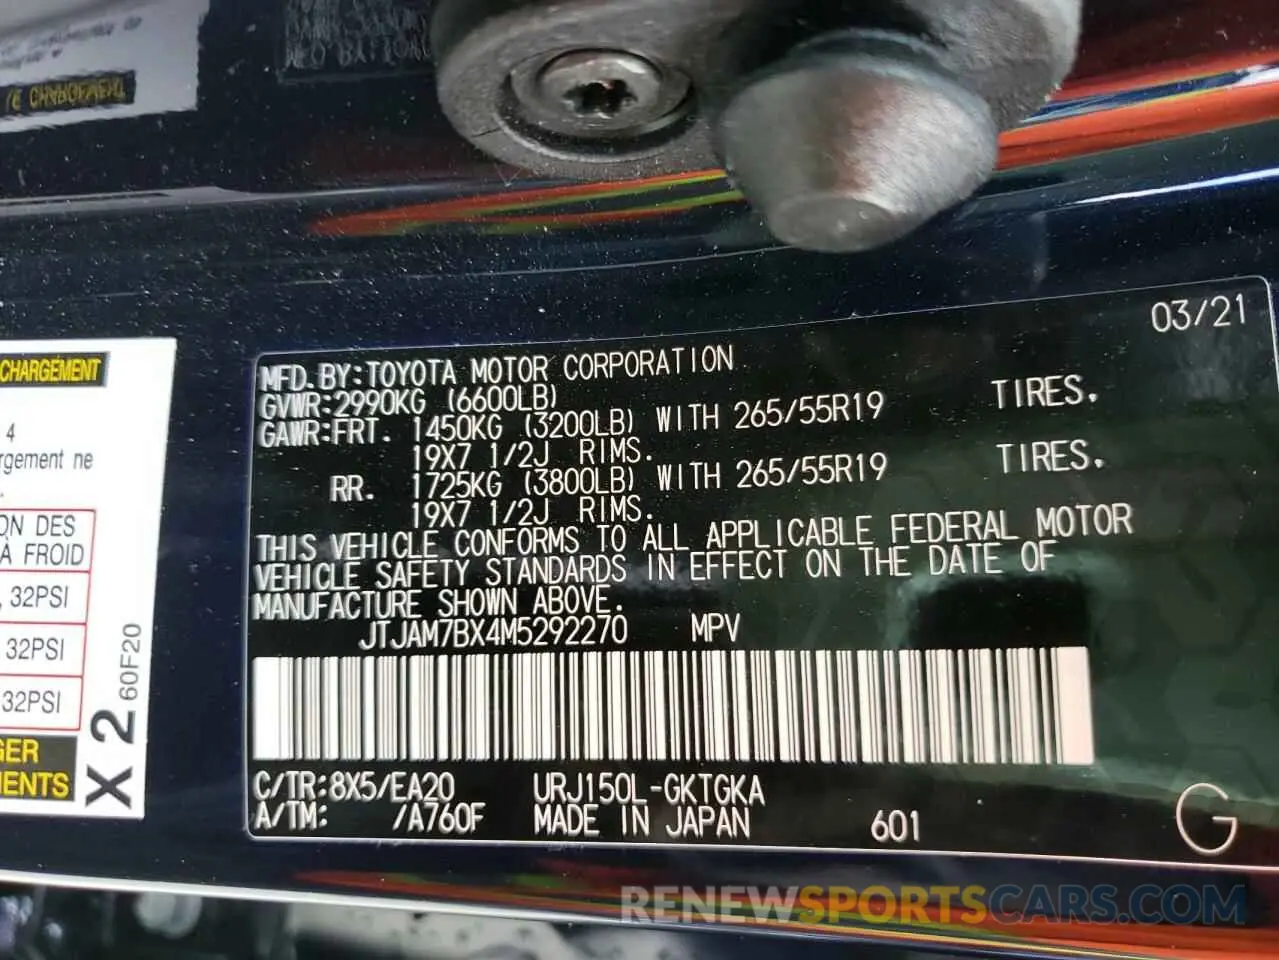 CHARGEMENT
4
rgement ne
ON DES
À FROID
, 32PSI
32PSI
32PSI
GER
MENTS
X 2
60F20
03/21
MFD. BY: TOYOTA MOTOR CORPORATION
GVWR: 2990KG (6600LB)
GAWR: FRT. 1450KG (3200LB) WITH 265/55R19 TIRES.
19X7 1/2J RIMS.
RR. 1725KG (3800LB) WITH 265/55R19 TIRES.
19X7 1/2J RIMS.
THIS VEHICLE CONFORMS TO ALL APPLICABLE FEDERAL MOTOR
VEHICLE SAFETY STANDARDS IN EFFECT ON THE DATE OF
MANUFACTURE SHOWN ABOVE.
JTJAM7BX4M5292270 MPV
C/TR: 8X5/EA20 URJ150L-GKTGKA
A/TM: /A760F MADE IN JAPAN 601
G
RENEWSPORTSCARS.COM